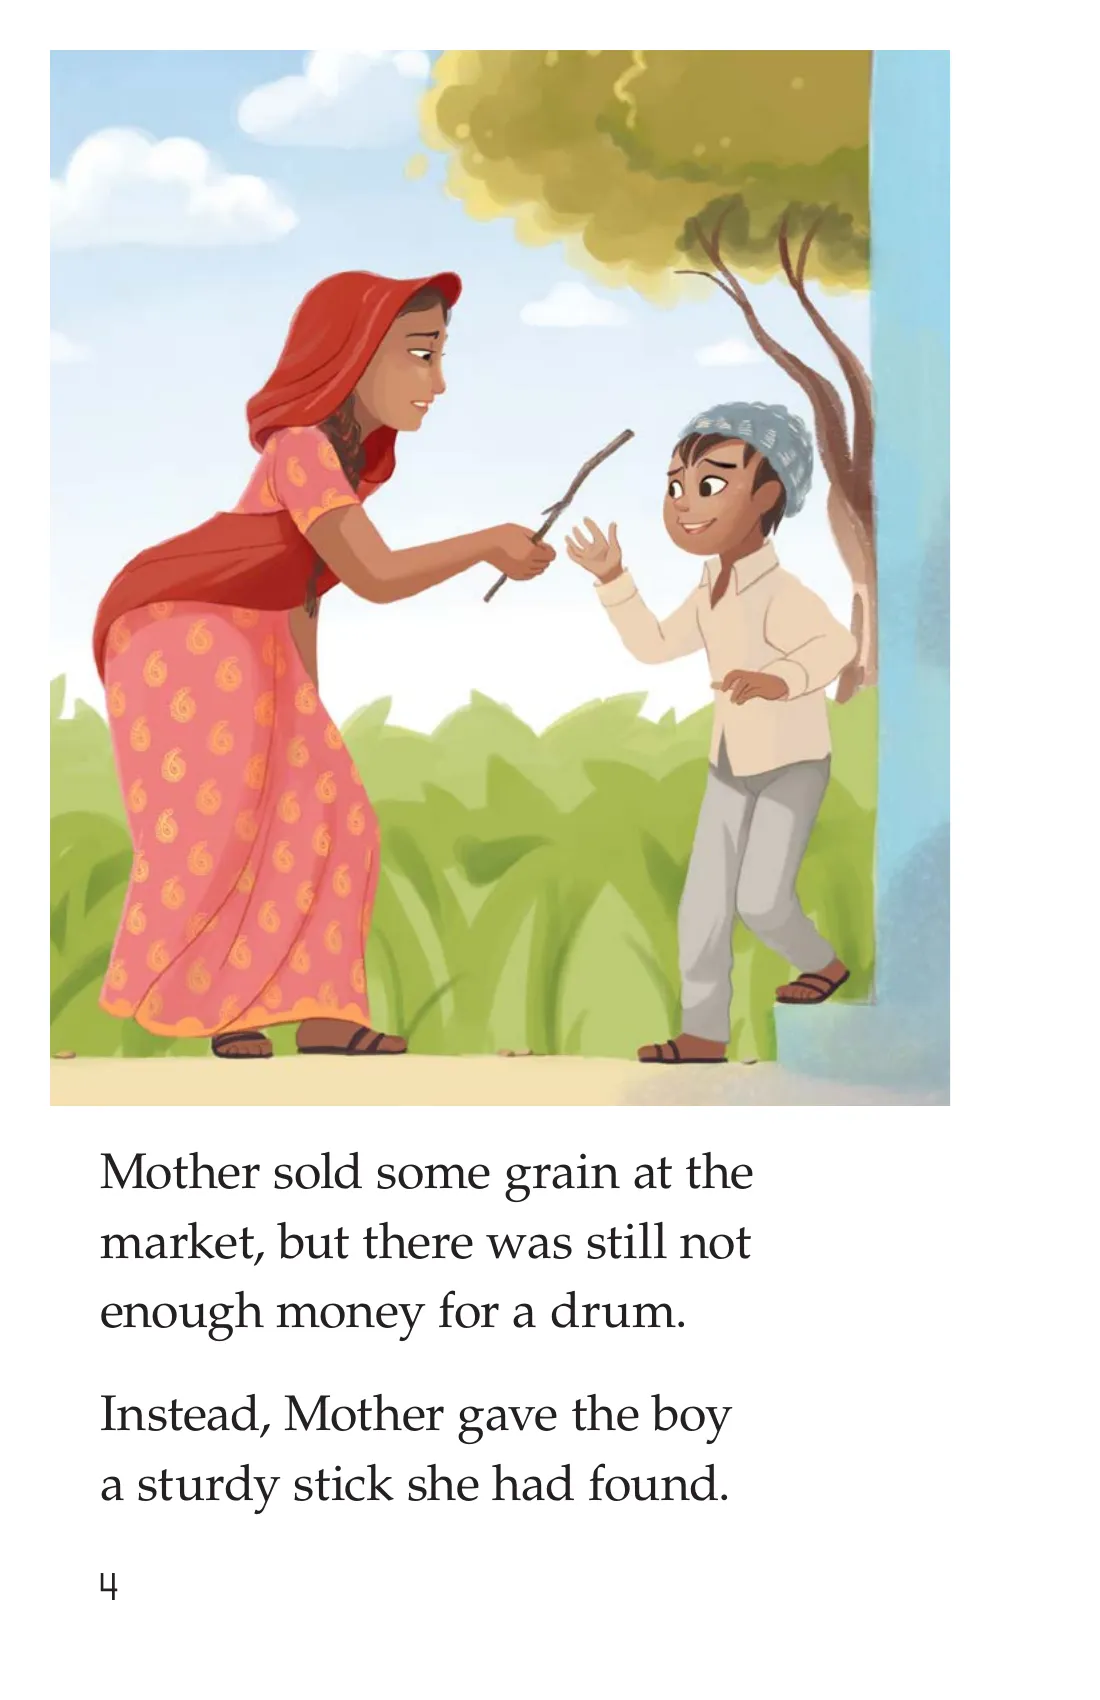 Mother sold some grain at the
market, but there was still not
enough money for a drum.
Instead, Mother gave the boy
a sturdy stick she had found.
4